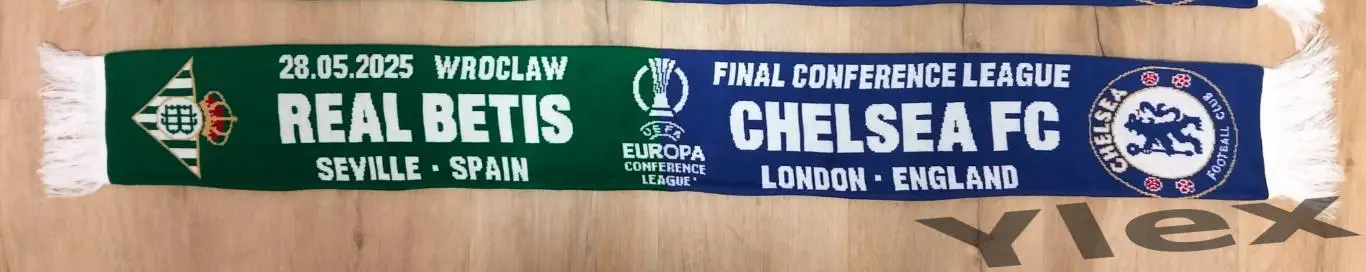 28.05.2025 WROCLAW
REAL BETIS
SEVILLE · SPAIN
UEFA
EUROPA
CONFERENCE
LEAGUE
FINAL CONFERENCE LEAGUE
CHELSEA FC
LONDON · ENGLAND
CHELSEA
FOOTBALL CLUB
Ylex